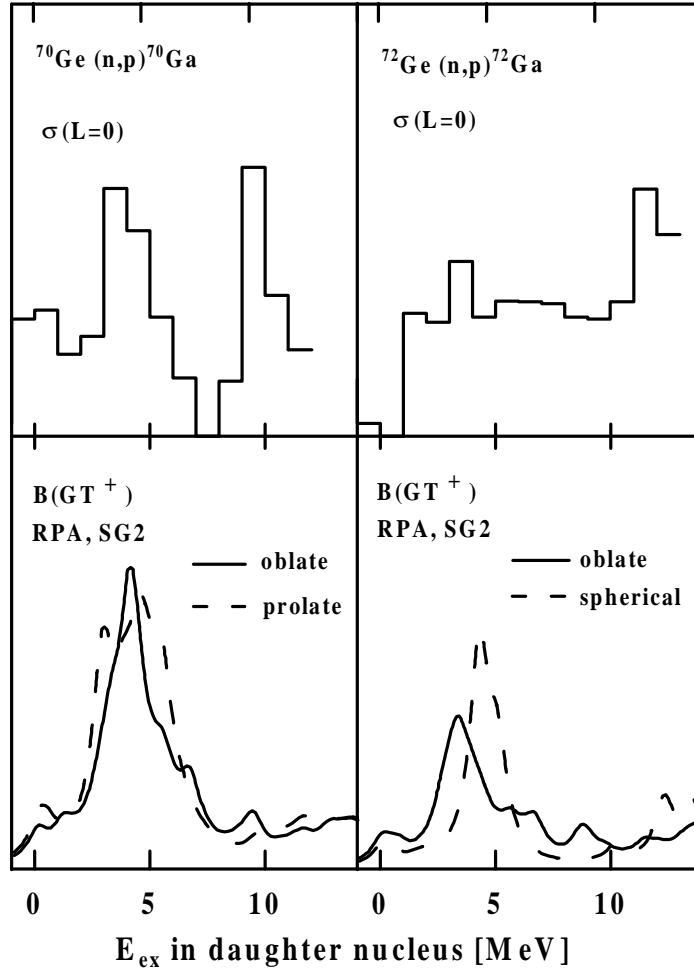 ⁷⁰Ge (n,p)⁷⁰Ga
σ(L=0)
⁷²Ge (n,p)⁷²Ga
σ(L=0)
B(GT⁺)
RPA, SG2
oblate
prolate
B(GT⁺)
RPA, SG2
oblate
spherical
0 5 10 0 5 10
E_ex in daughter nucleus [MeV]